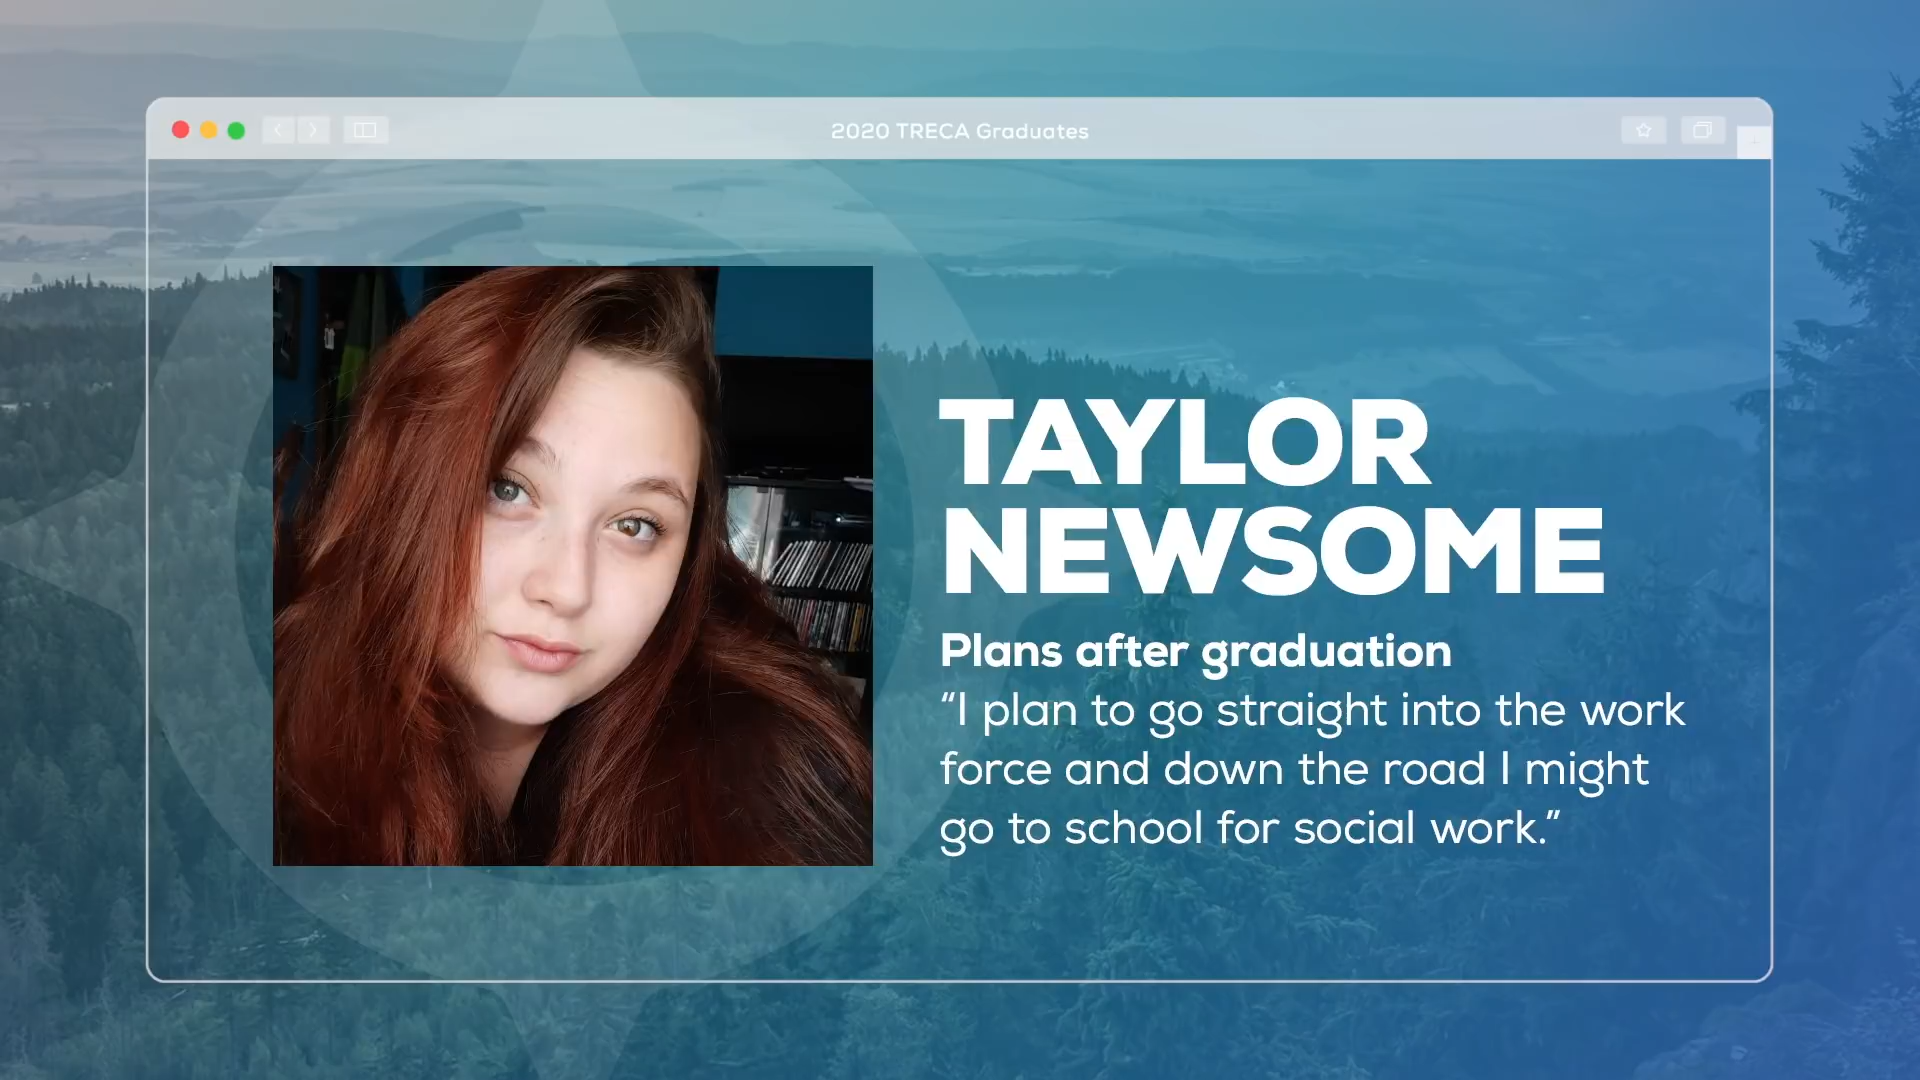 2020 TRECA Graduates
TAYLOR
NEWSOME
Plans after graduation
“I plan to go straight into the work
force and down the road I might
go to school for social work.”